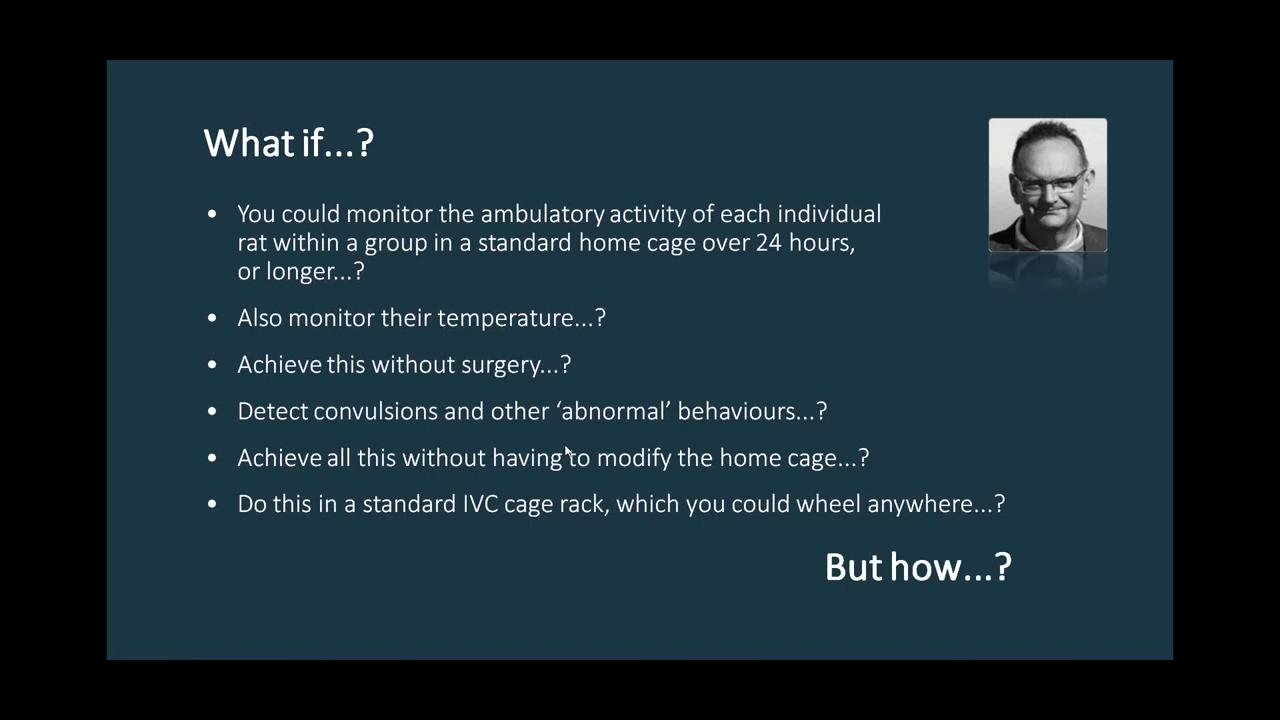 What if...?
• You could monitor the ambulatory activity of each individual
rat within a group in a standard home cage over 24 hours,
or longer...?
• Also monitor their temperature...?
• Achieve this without surgery...?
• Detect convulsions and other ‘abnormal’ behaviours...?
• Achieve all this without having to modify the home cage...?
• Do this in a standard IVC cage rack, which you could wheel anywhere...?
But how...?